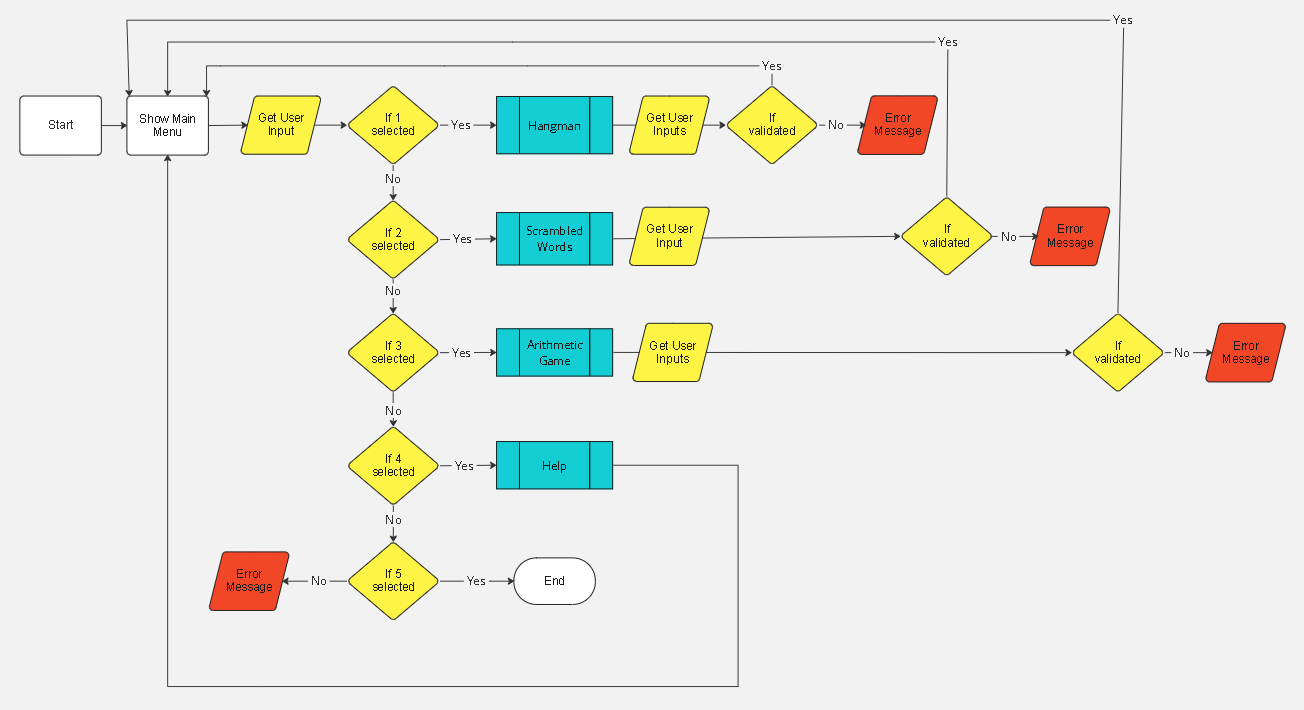 Yes
Yes
Yes
Start
Show Main
Menu
Get User
Input
If 1
selected
Yes
Hangman
Get User
Inputs
If
validated
No
Error
Message
No
If 2
selected
Yes
Scrambled
Words
Get User
Input
If
validated
No
Error
Message
No
If 3
selected
Yes
Arithmetic
Game
Get User
Inputs
If
validated
No
Error
Message
No
If 4
selected
Yes
Help
No
Error
Message
No
If 5
selected
Yes
End